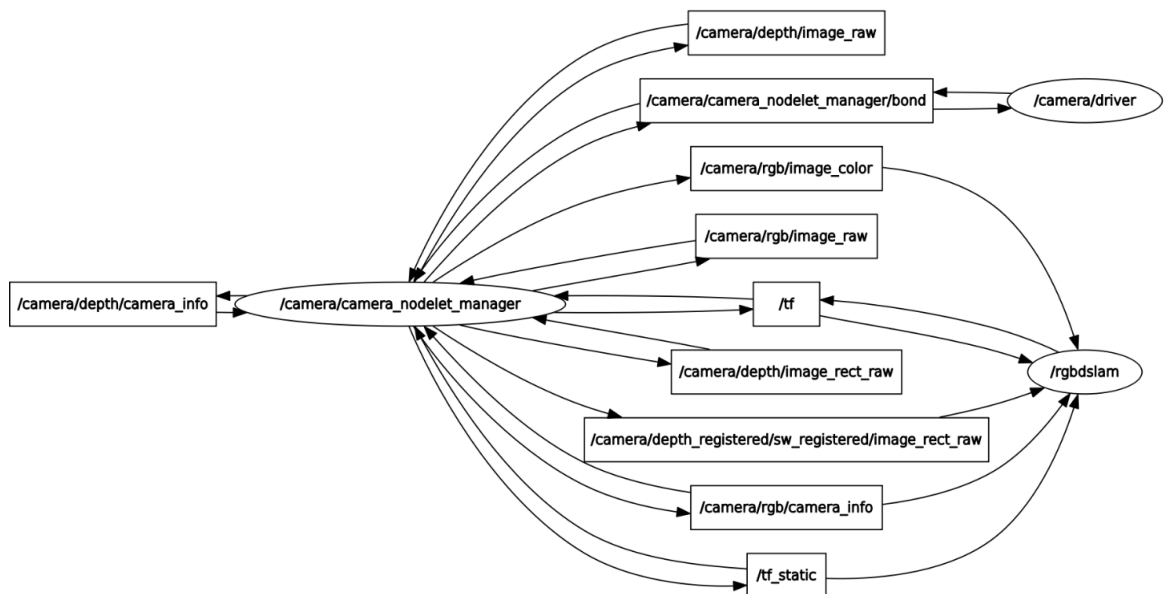 /camera/depth/image_raw
/camera/camera_nodelet_manager/bond
/camera/driver
/camera/rgb/image_color
/camera/rgb/image_raw
/camera/depth/camera_info
/camera/camera_nodelet_manager
/tf
/camera/depth/image_rect_raw
/rgbdslam
/camera/depth_registered/sw_registered/image_rect_raw
/camera/rgb/camera_info
/tf_static